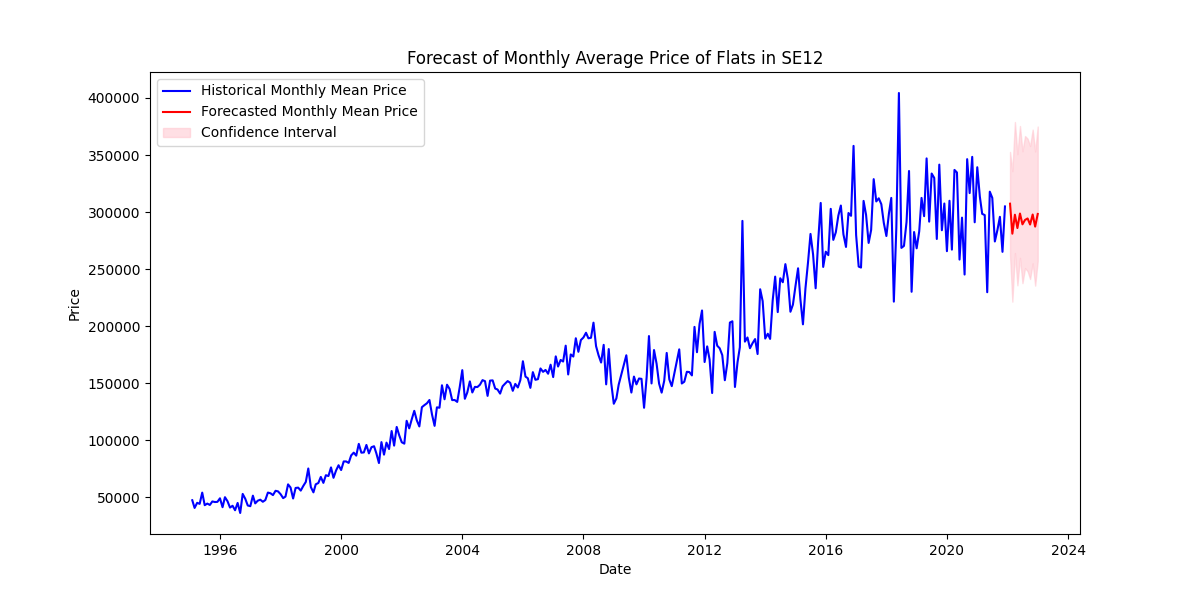 Forecast of Monthly Average Price of Flats in SE12
Historical Monthly Mean Price
Forecasted Monthly Mean Price
Confidence Interval
400000
350000
300000
250000
200000
150000
100000
50000
Price
1996 2000 2004 2008 2012 2016 2020 2024
Date